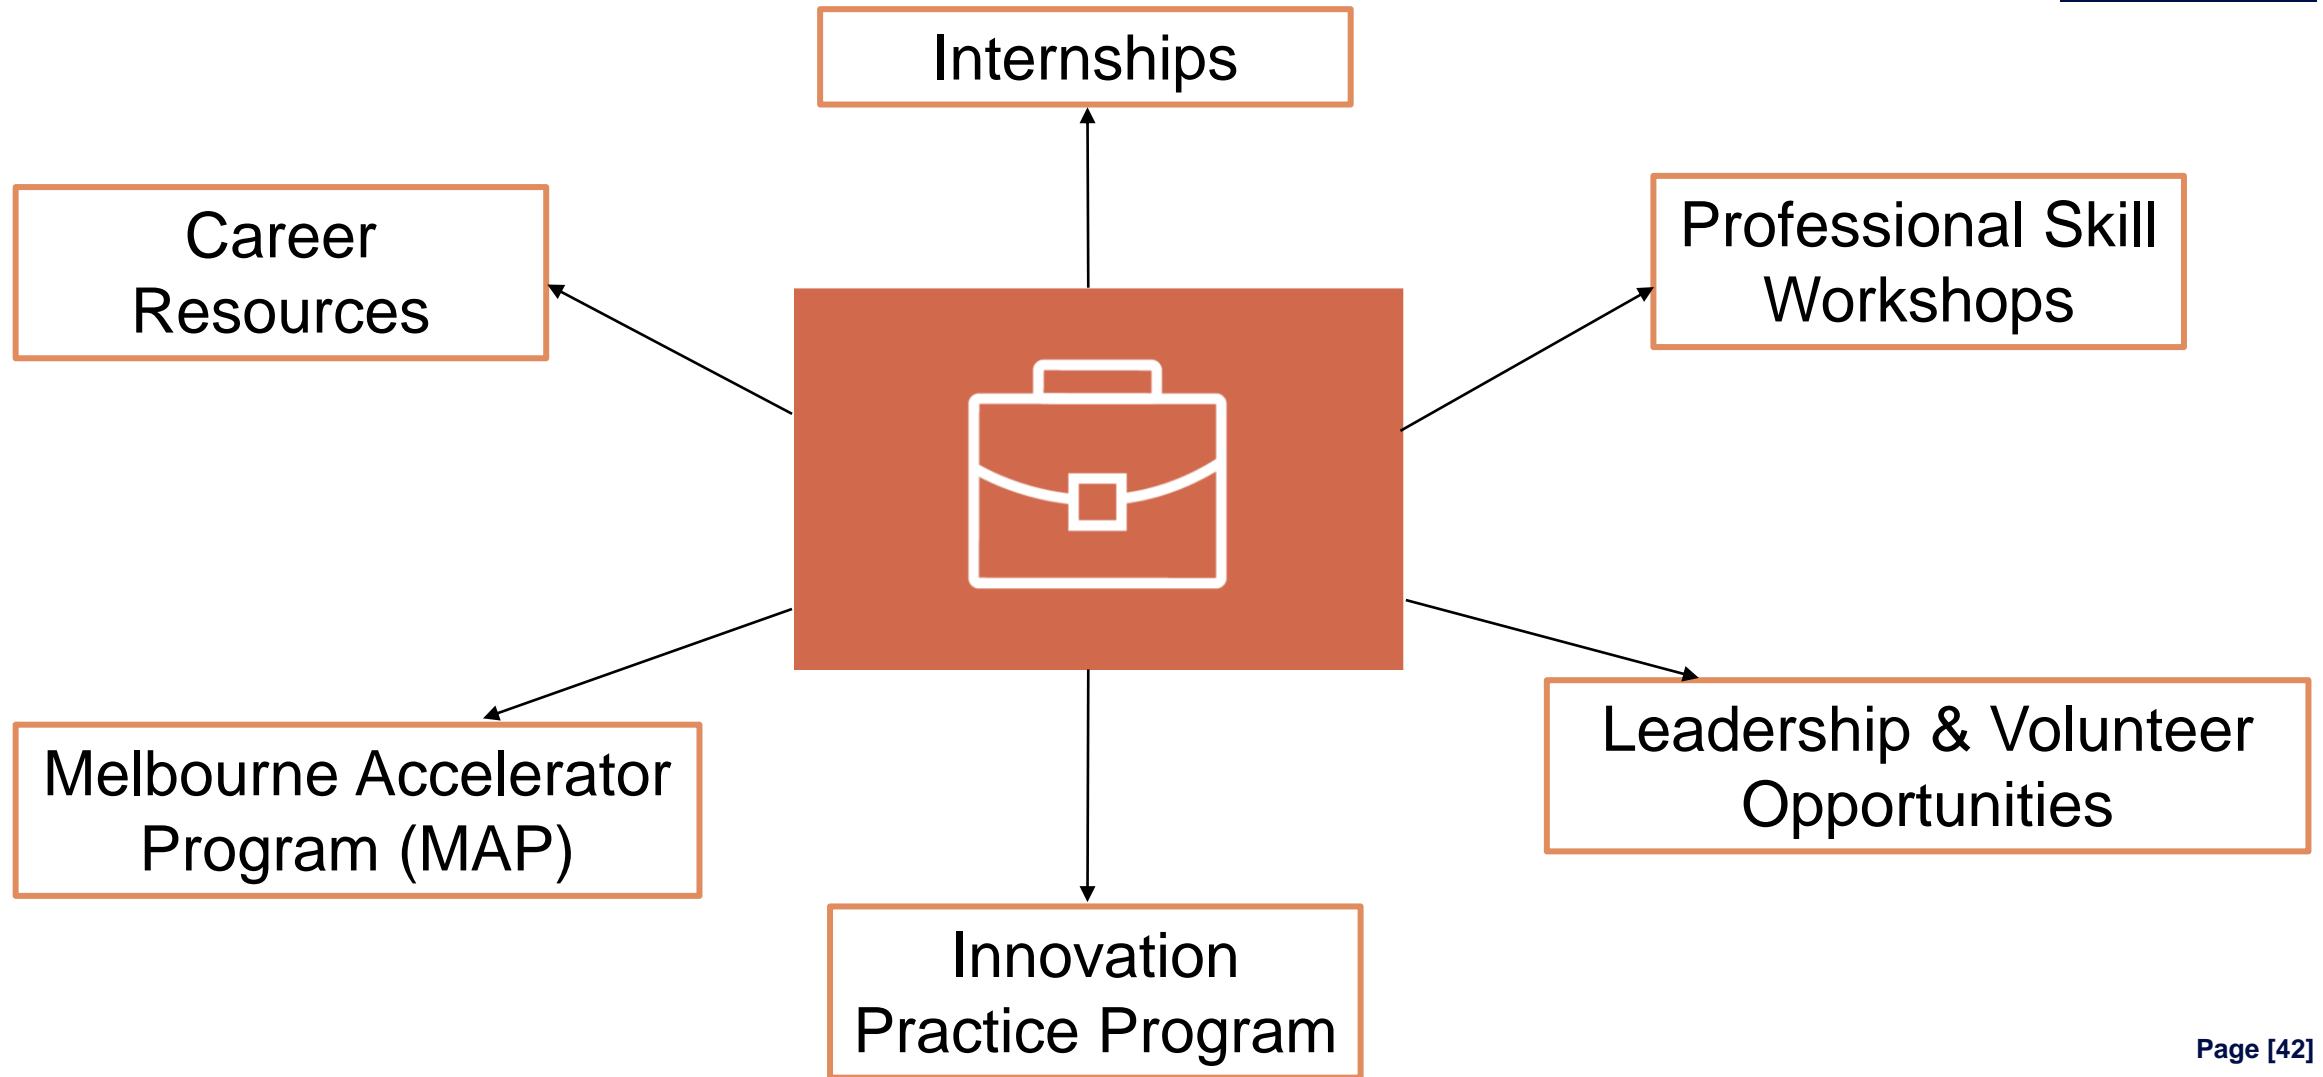 Internships
Career
Resources
Professional Skill
Workshops
Melbourne Accelerator
Program (MAP)
Leadership & Volunteer
Opportunities
Innovation
Practice Program
Page [42]